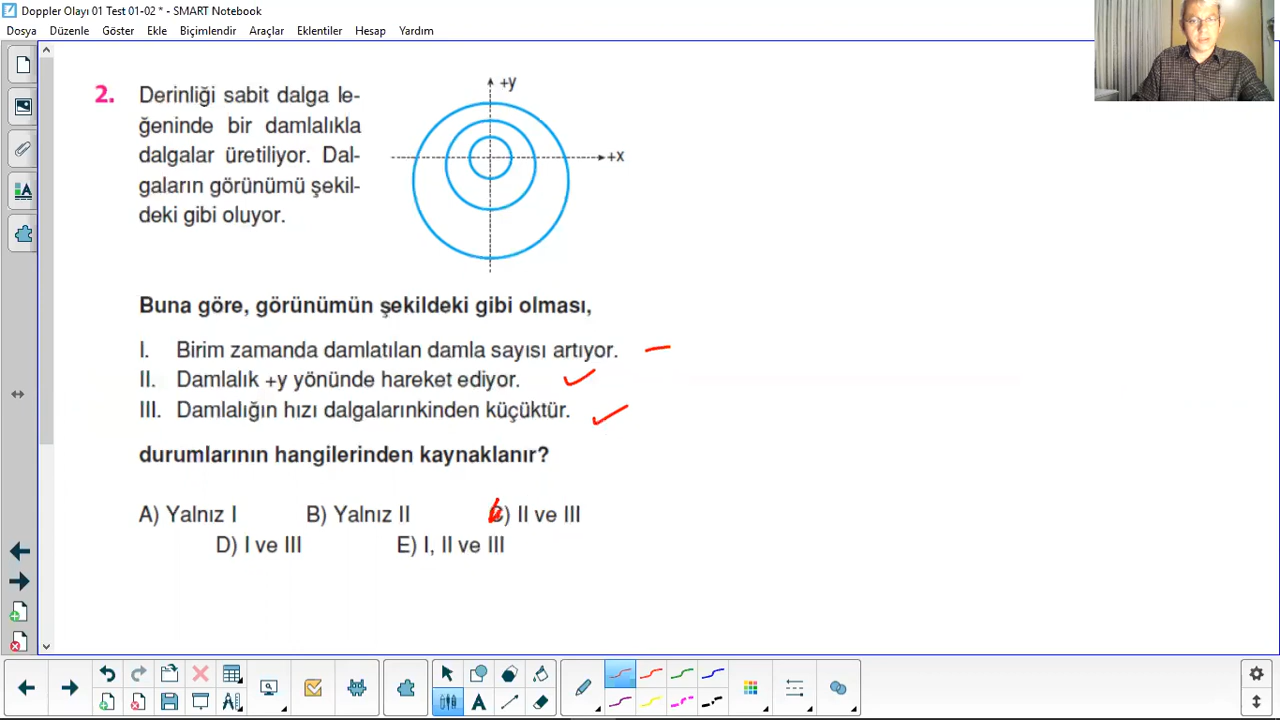 Doppler Olayı 01 Test 01-02 * - SMART Notebook
Dosya Düzenle Göster Ekle Biçimlendir Araçlar Eklentiler Hesap Yardım
2. Derinliği sabit dalga le-
ğeninde bir damlalıkla
dalgalar üretiliyor. Dal-
gaların görünümü şekil-
deki gibi oluyor.
+y
+x
Buna göre, görünümün şekildeki gibi olması,
I. Birim zamanda damlatılan damla sayısı artıyor.
II. Damlalık +y yönünde hareket ediyor.
III. Damlalığın hızı dalgalarınkinden küçüktür.
durumlarının hangilerinden kaynaklanır?
A) Yalnız I B) Yalnız II C) II ve III
D) I ve III E) I, II ve III